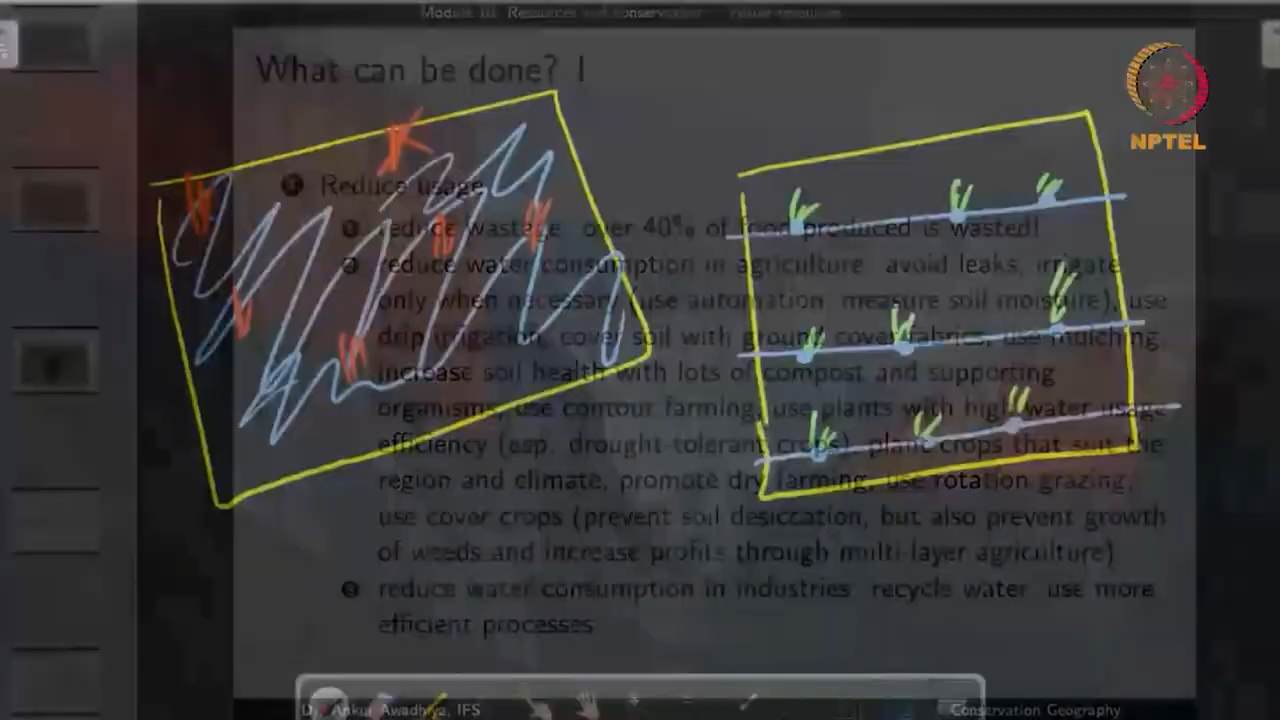 Module III: Resources and conservation Water resources
NPTEL
What can be done? I
1 Reduce usage
1 reduce wastage: over 40% of food produced is wasted!
2 reduce water consumption in agriculture: avoid leaks, irrigate
only when necessary (use automation, measure soil moisture), use
drip irrigation, cover soil with ground cover fabrics, use mulching,
increase soil health with lots of compost and supporting
organisms, use contour farming, use plants with high water usage
efficiency (esp. drought-tolerant crops), plant crops that suit the
region and climate, promote dry farming, use rotation grazing,
use cover crops (prevent soil desiccation, but also prevent growth
of weeds and increase profits through multi-layer agriculture)
3 reduce water consumption in industries: recycle water, use more
efficient processes
Dr. Ankur Awadhiya, IFS
Conservation Geography